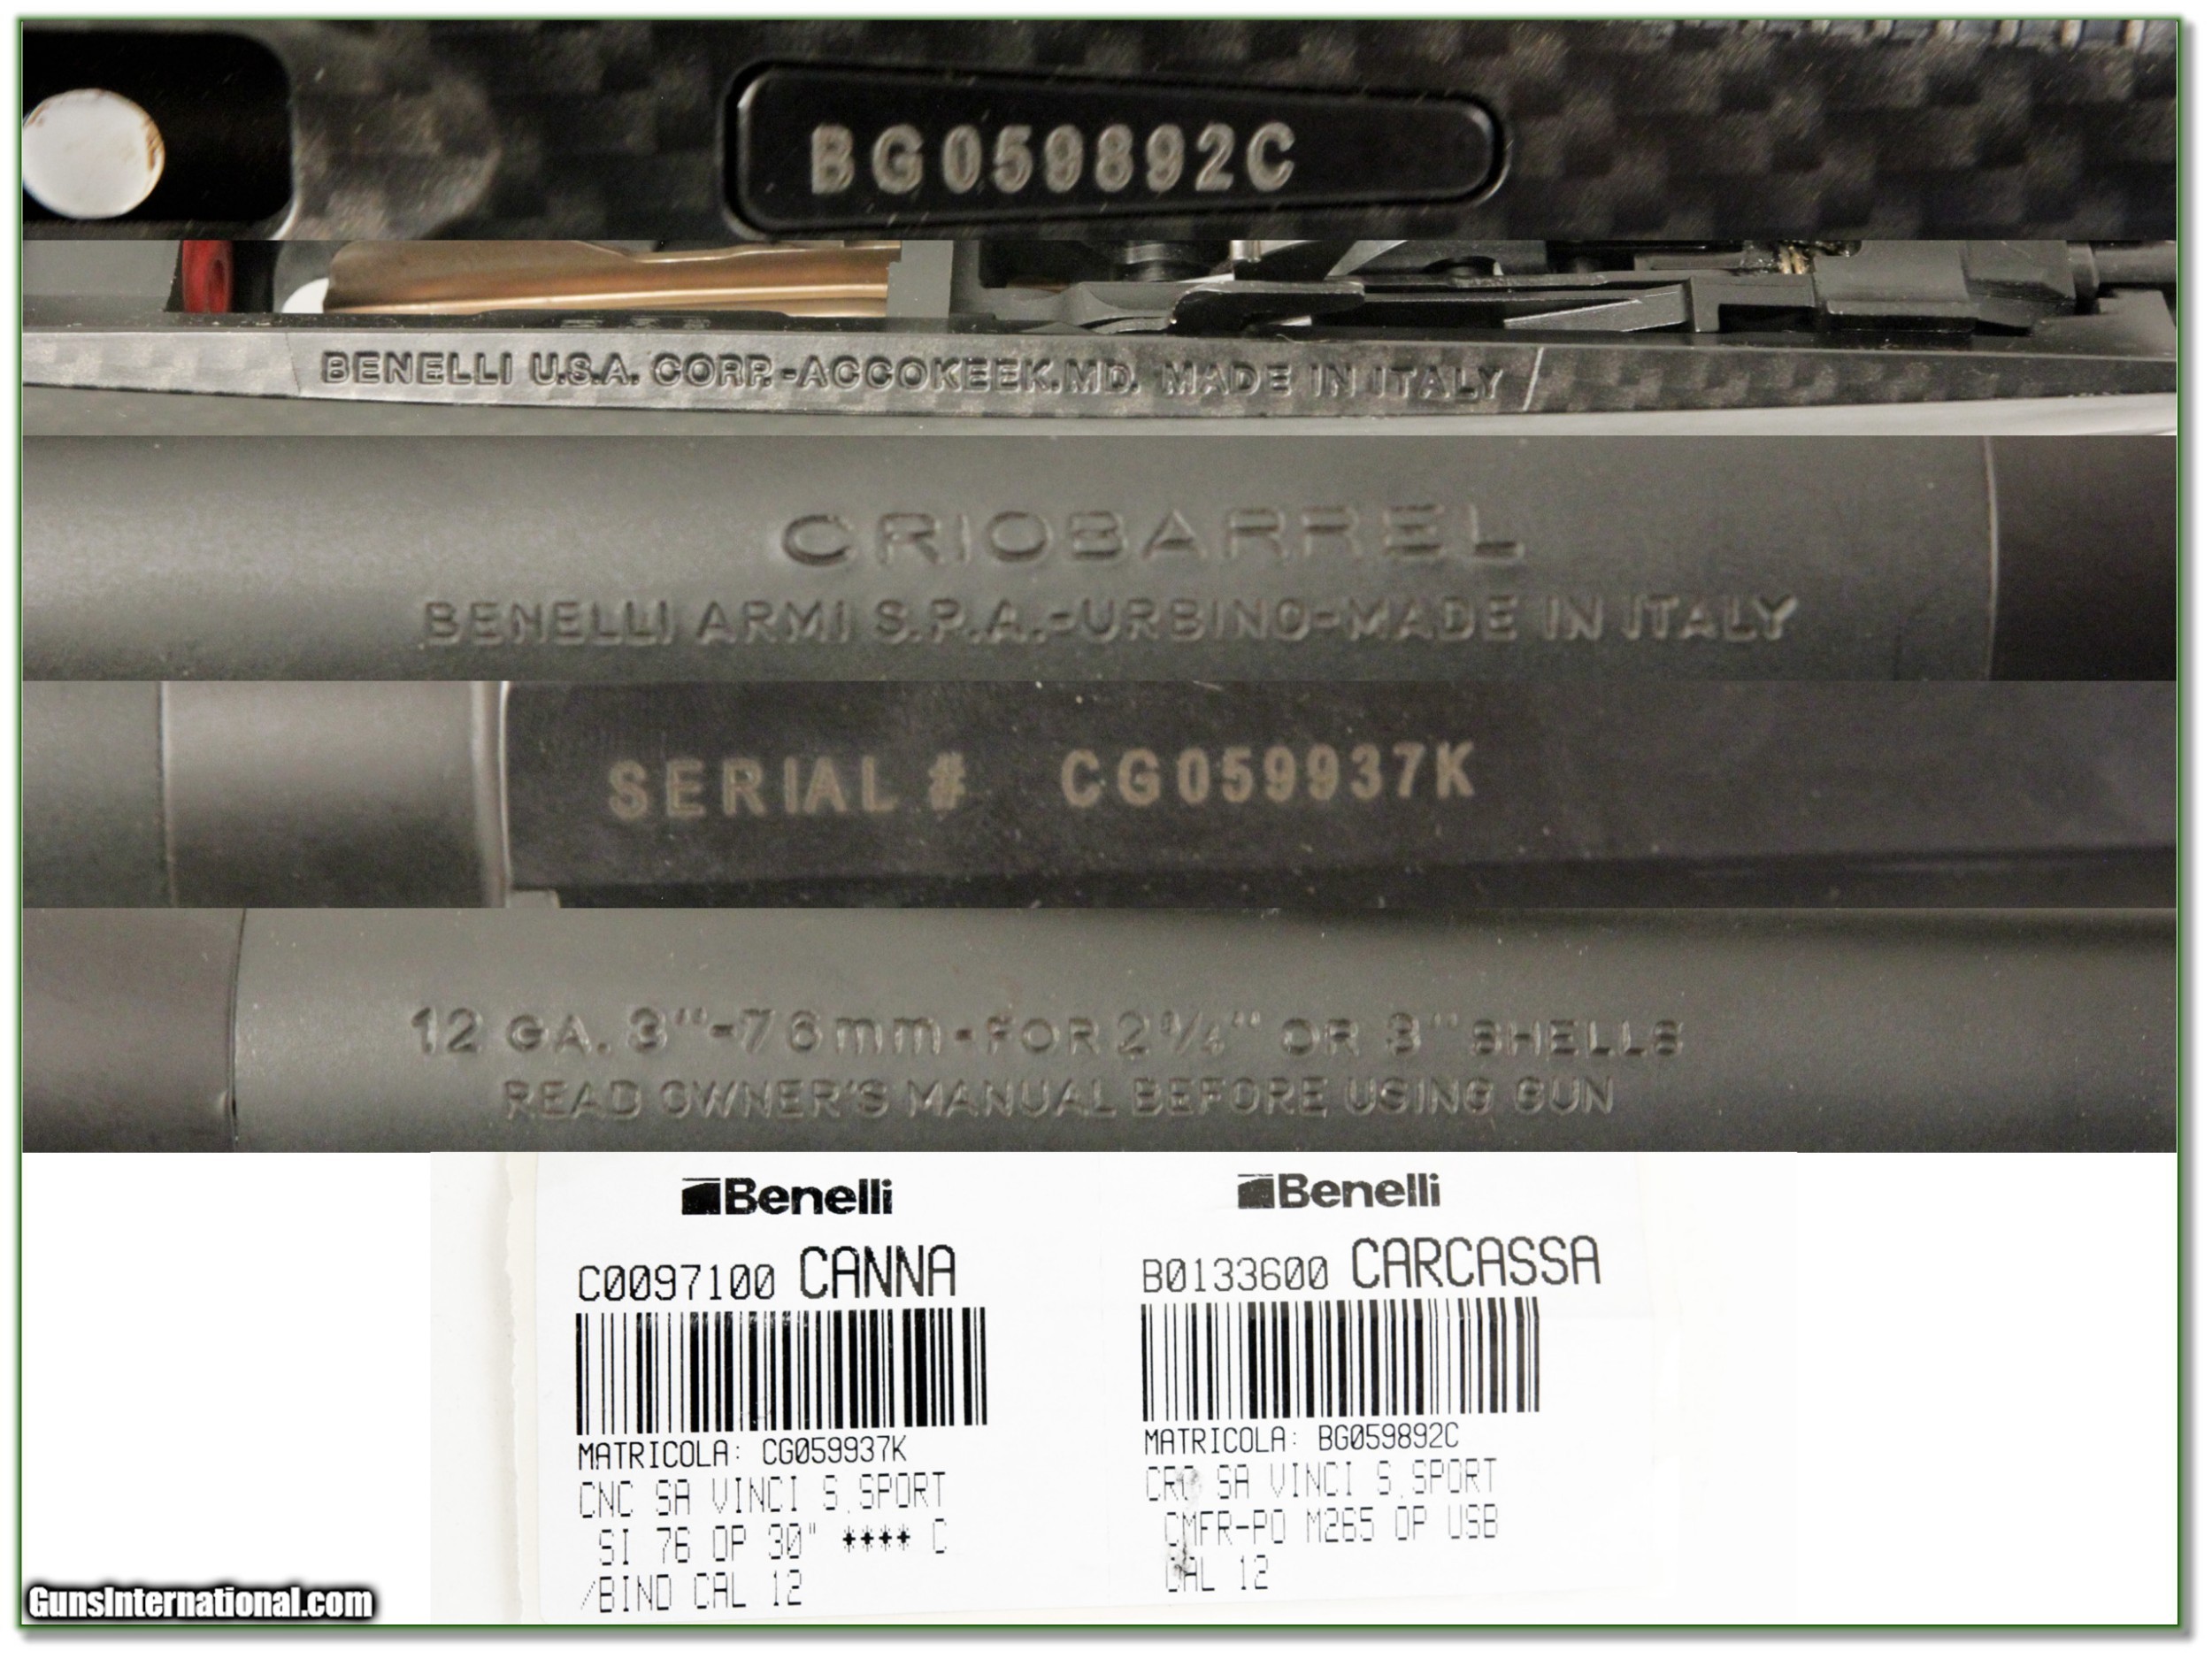 BG059892C
BENELLI U.S.A. CORP.-ACCOKEEK.MD. MADE IN ITALY
CRIOBARREL
BENELLI ARMI S.P.A.-URBINO-MADE IN ITALY
SERIAL # CG059937K
12 GA. 3"-76mm-FOR 2 3/4" OR 3" SHELLS
READ OWNER'S MANUAL BEFORE USING GUN
Benelli
C0097100 CANNA
MATRICOLA: CG059937K
CNC SA VINCI S.SPORT
SI 76 OP 30" **** C
/BIND CAL 12
Benelli
B0133600 CARCASSA
MATRICOLA: BG059892C
CRC SA VINCI S.SPORT
CMFR-PO M265 OP USB
CAL 12
GunsInternational.com